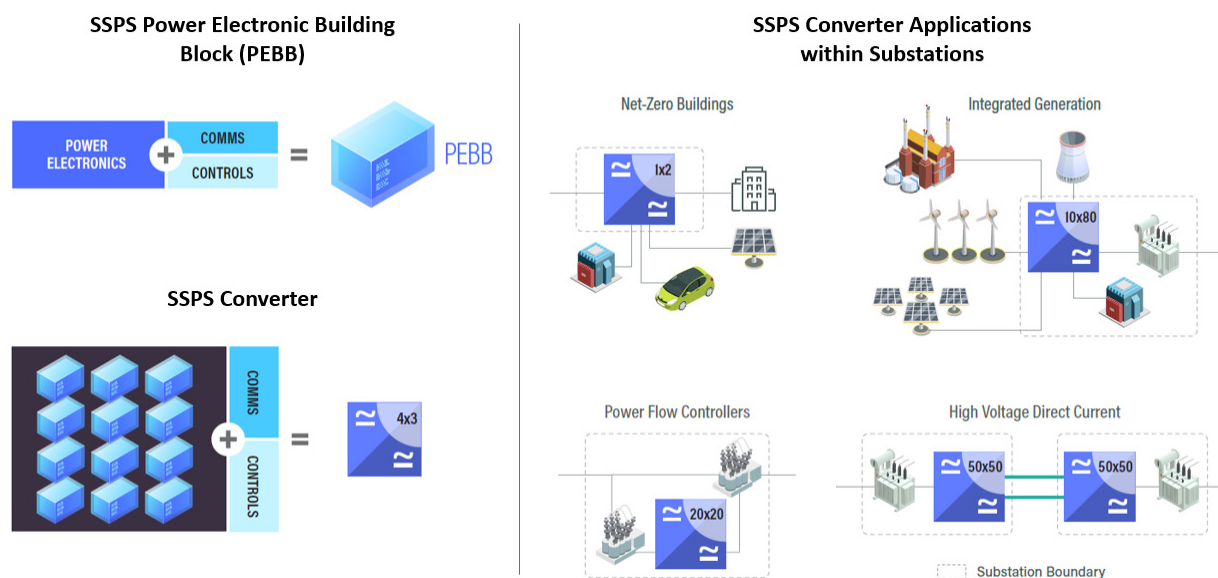 SSPS Power Electronic Building
Block (PEBB)
POWER
ELECTRONICS
COMMS
CONTROLS
PEBB
SSPS Converter
COMMS
CONTROLS
4x3
SSPS Converter Applications
within Substations
Net-Zero Buildings
1x2
Integrated Generation
10x80
Power Flow Controllers
20x20
High Voltage Direct Current
50x50
50x50
Substation Boundary